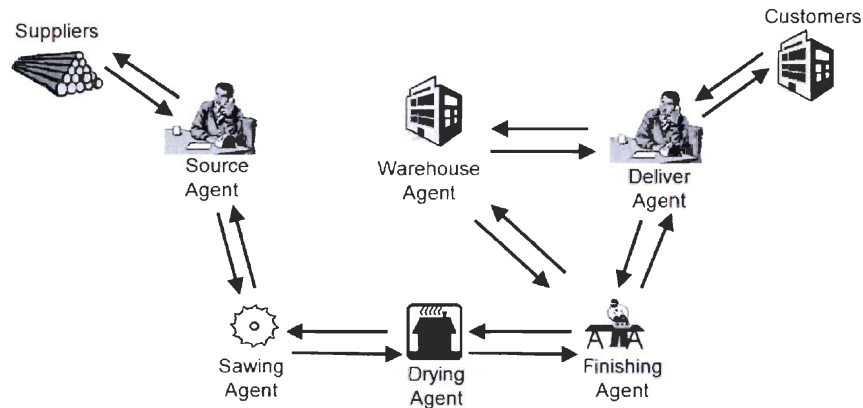 Suppliers
Customers
Source
Agent
Warehouse
Agent
Deliver
Agent
Sawing
Agent
Drying
Agent
Finishing
Agent